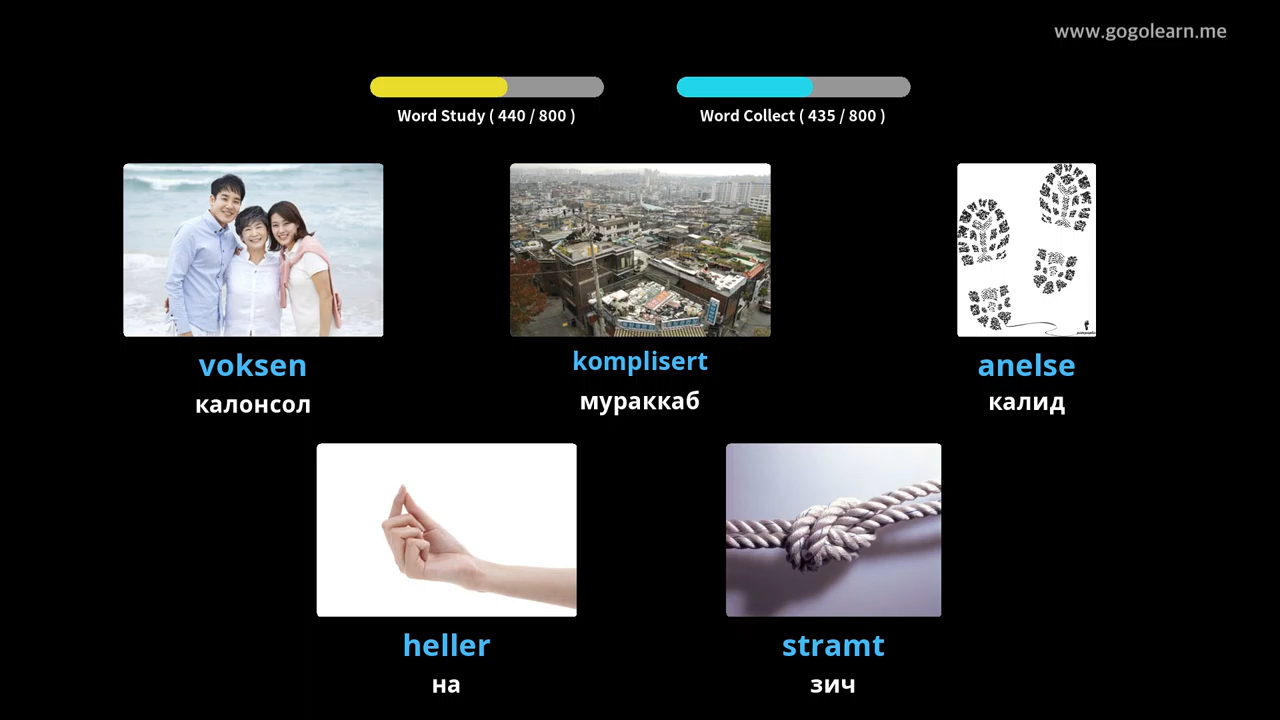 www.gogolearn.me
Word Study ( 440 / 800 )
Word Collect ( 435 / 800 )
voksen
калонсол
komplisert
мураккаб
anelse
калид
heller
на
stramt
зич